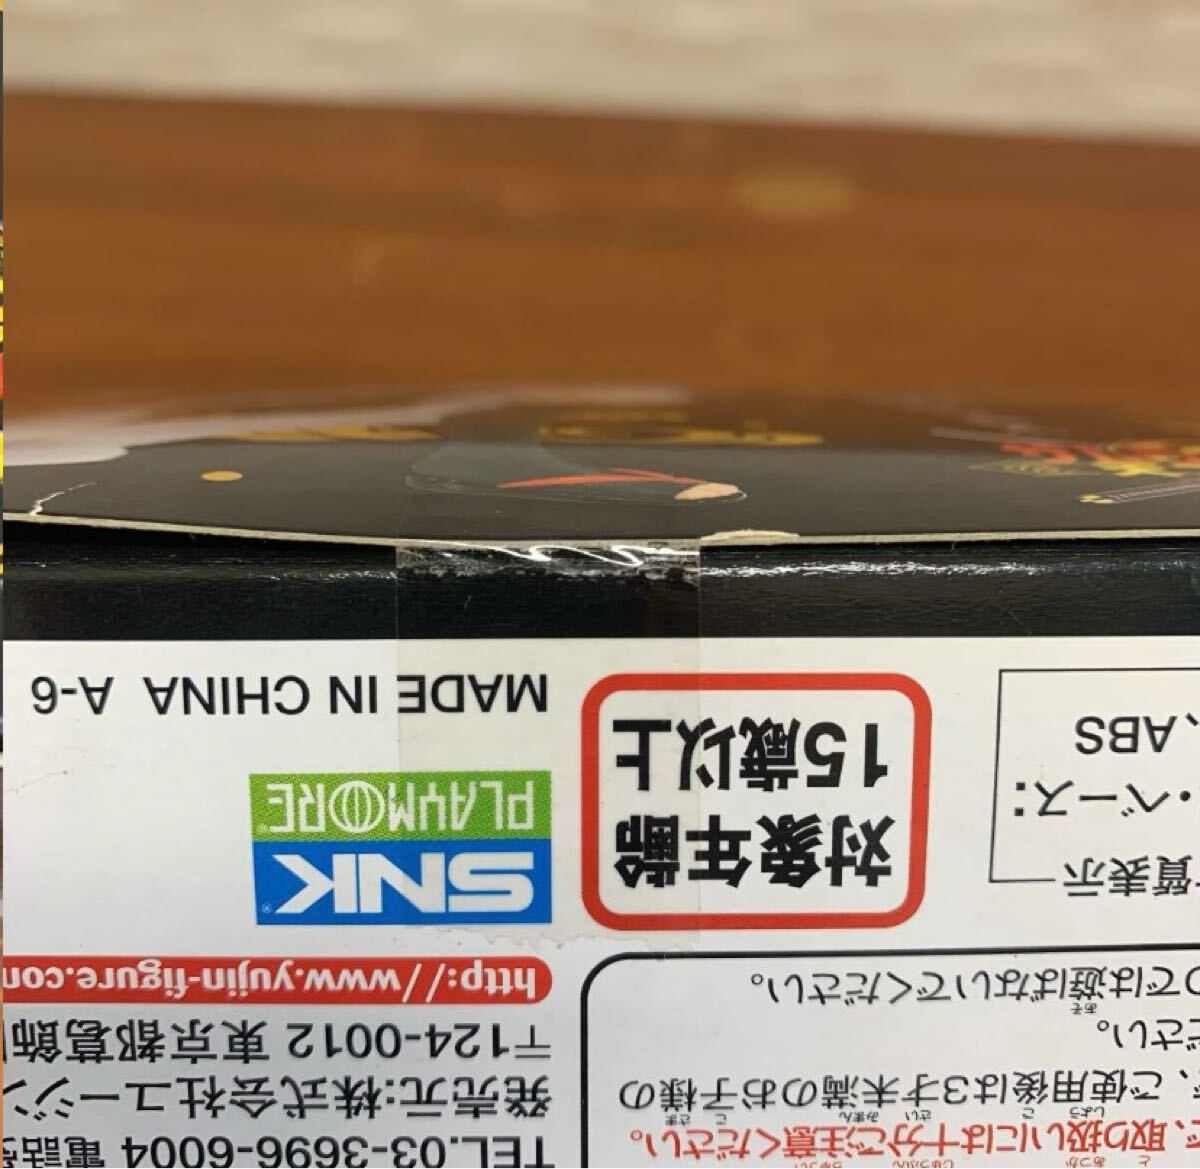 取り扱いには十分ご注意ください。
ご使用後は3才未満のお子様の
ださい。
では遊ばないでください。
質表示
・ベース:
、ABS
対象年齢
15歳以上
TEL.03-3696-6004 電話
発売元:株式会社ユージン
〒124-0012 東京都葛飾
http://www.yujin-figure.com
SNK
PLAYMORE
MADE IN CHINA A-6